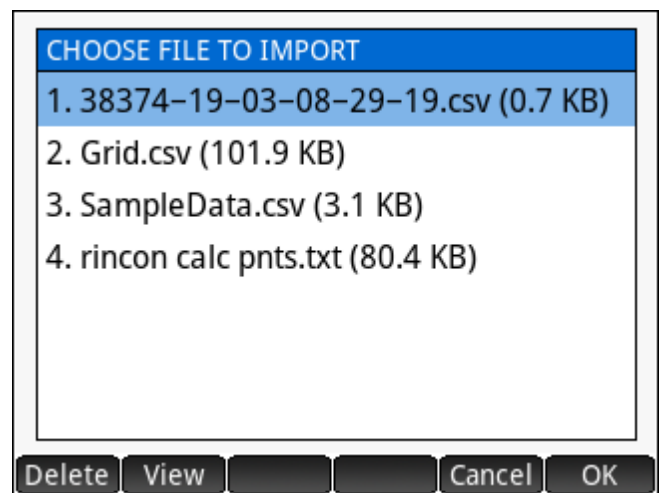 CHOOSE FILE TO IMPORT
1. 38374-19-03-08-29-19.csv (0.7 KB)
2. Grid.csv (101.9 KB)
3. SampleData.csv (3.1 KB)
4. rincon calc pnts.txt (80.4 KB)
Delete View Cancel OK